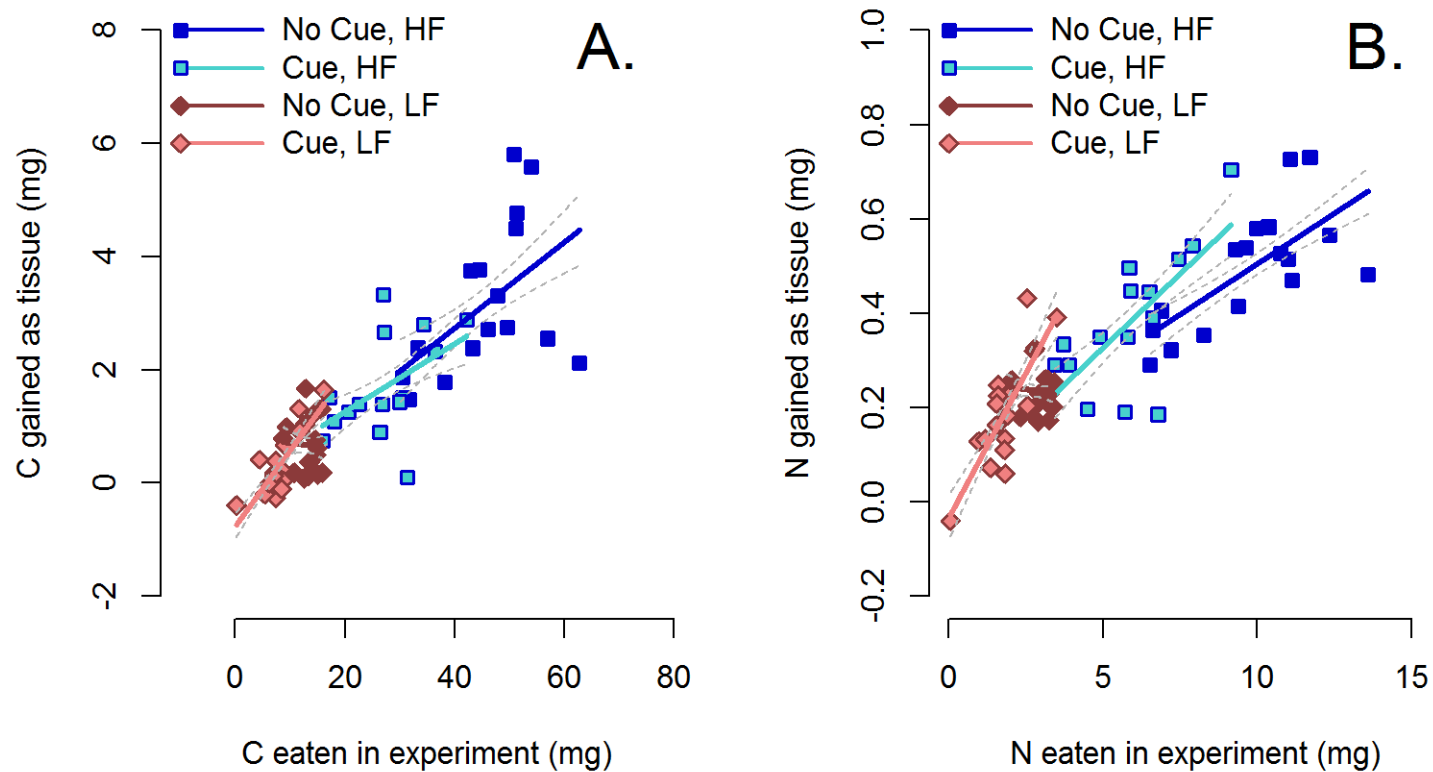 A.
No Cue, HF
Cue, HF
No Cue, LF
Cue, LF
C gained as tissue (mg)
8
6
4
2
0
-2
0 20 40 60 80
C eaten in experiment (mg)
B.
No Cue, HF
Cue, HF
No Cue, LF
Cue, LF
N gained as tissue (mg)
1.0
0.8
0.6
0.4
0.2
0.0
-0.2
0 5 10 15
N eaten in experiment (mg)